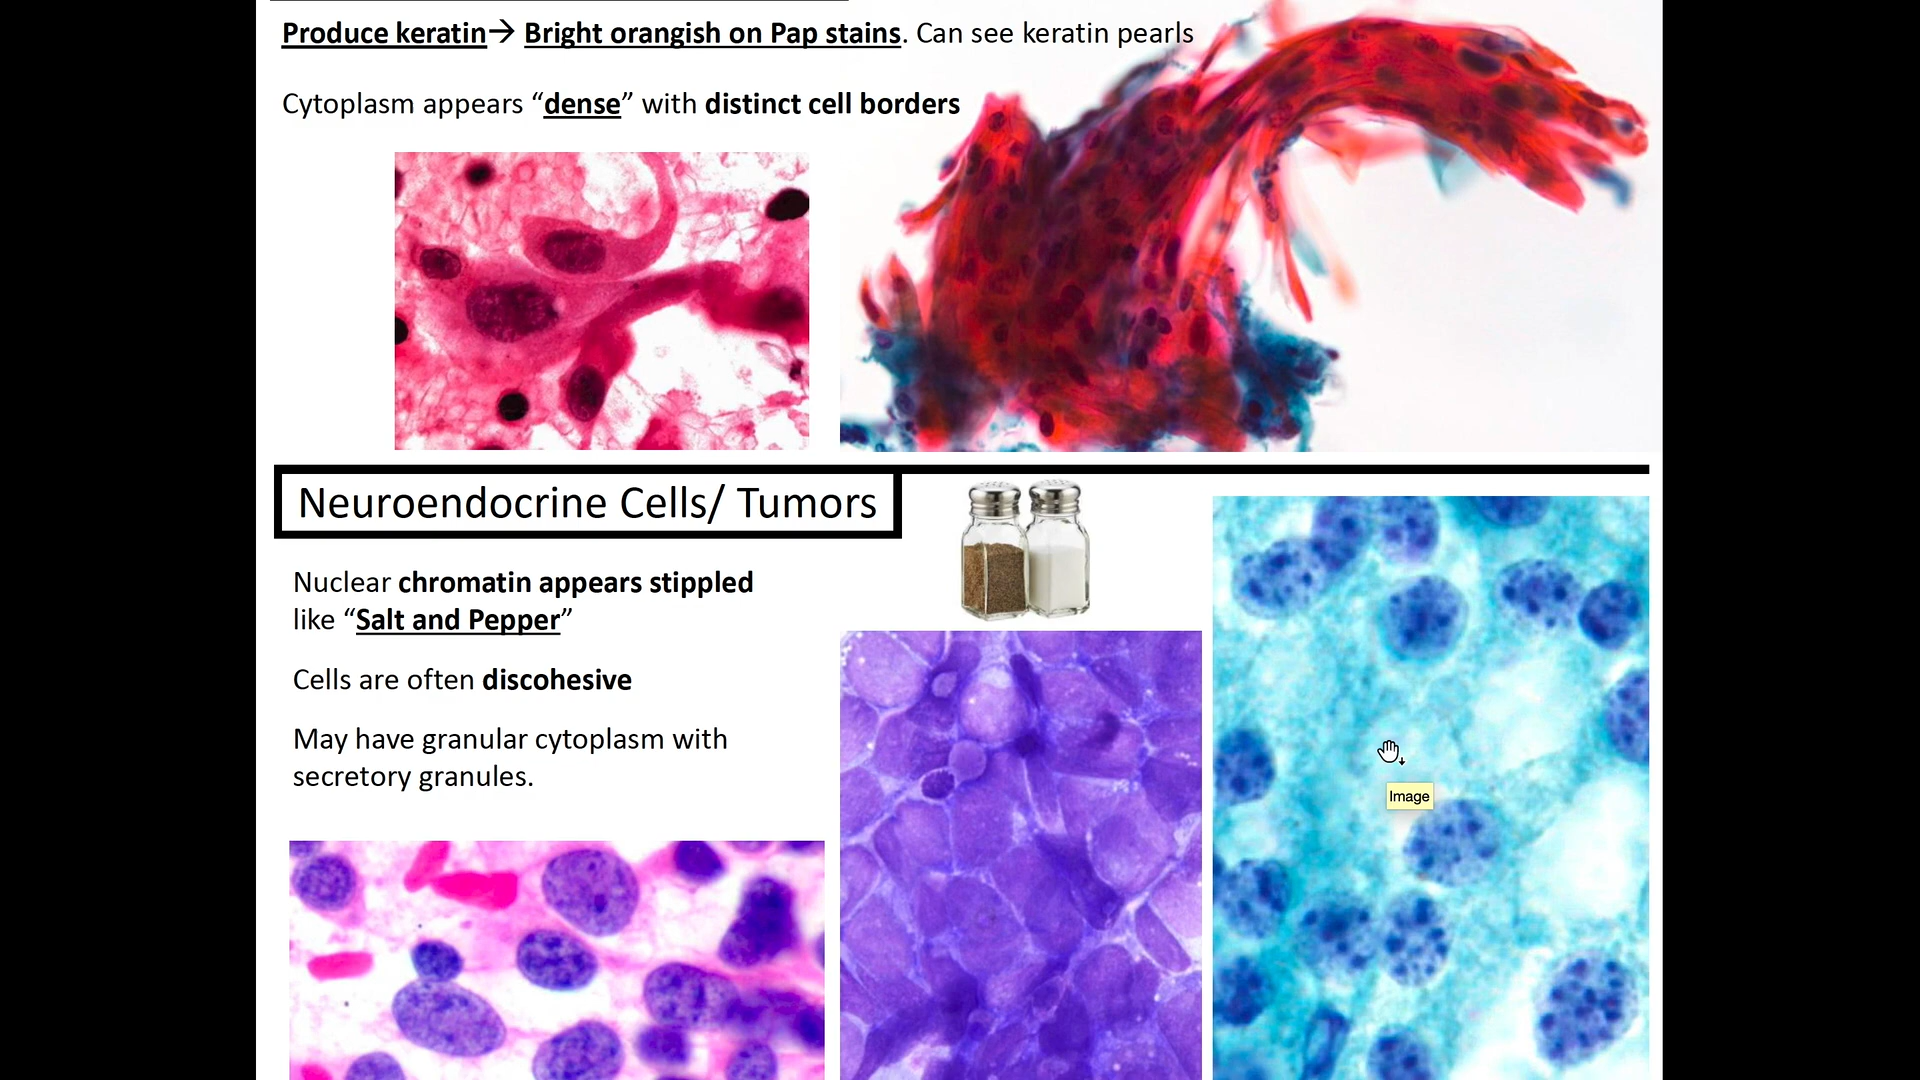 Produce keratin→ Bright orangish on Pap stains. Can see keratin pearls
Cytoplasm appears “dense” with distinct cell borders
Neuroendocrine Cells/ Tumors
Nuclear chromatin appears stippled
like “Salt and Pepper”
Cells are often discohesive
May have granular cytoplasm with
secretory granules.
Image